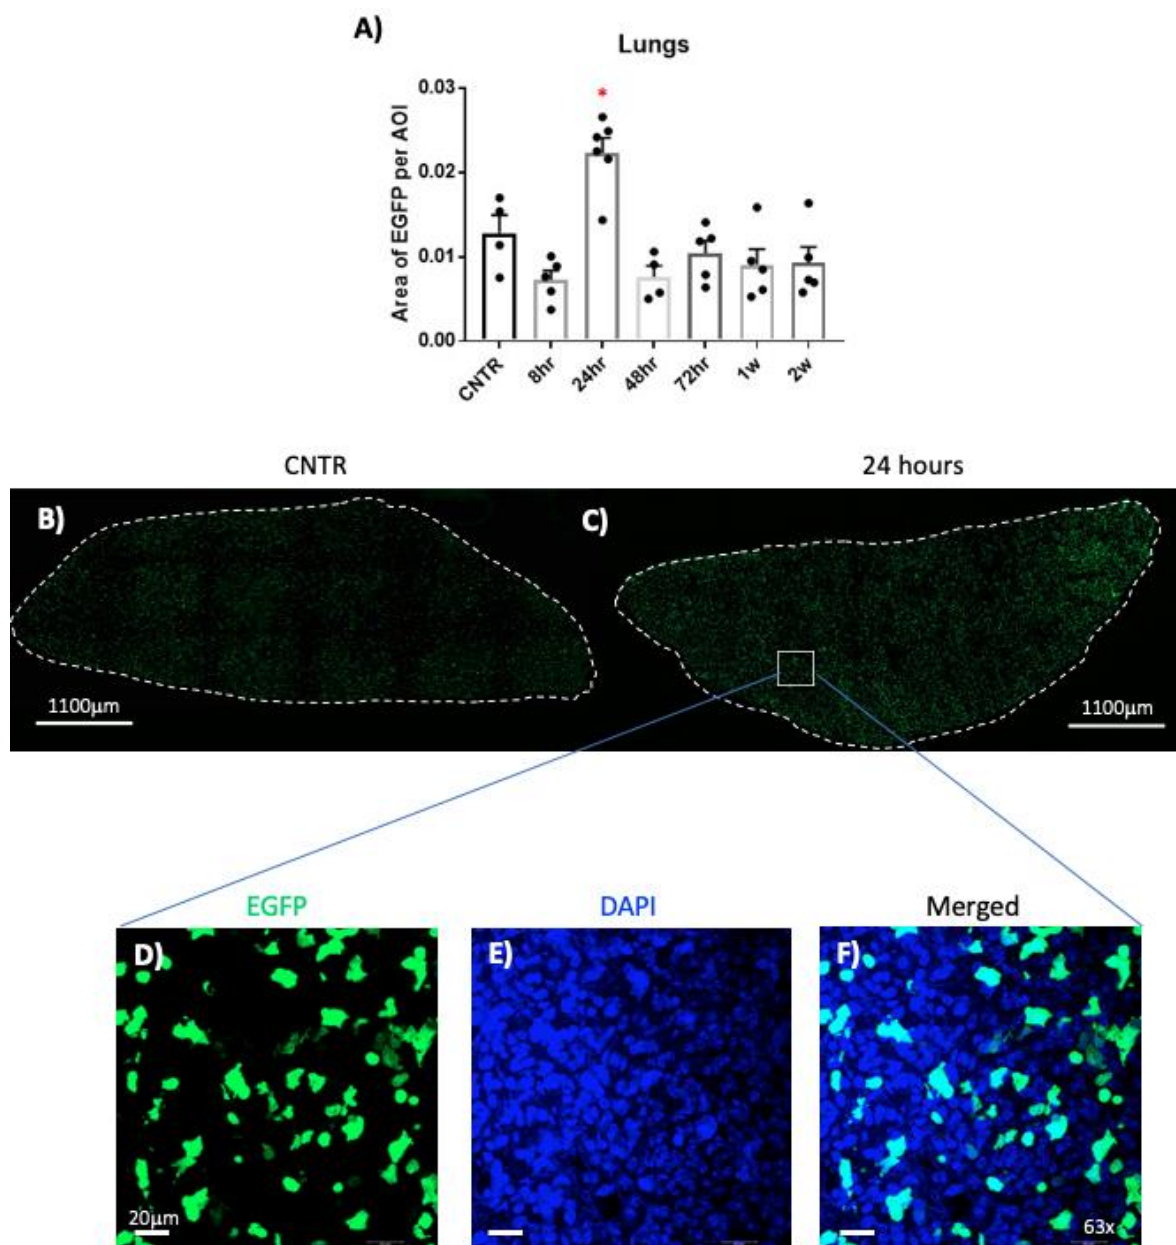 A)
Lungs
Area of EGFP per AOI
0.03
0.02
0.01
0.00
*
CNTR
8hr
24hr
48hr
72hr
1w
2w
CNTR
24 hours
B)
C)
1100µm
1100µm
EGFP
DAPI
Merged
D)
E)
F)
20µm
63x